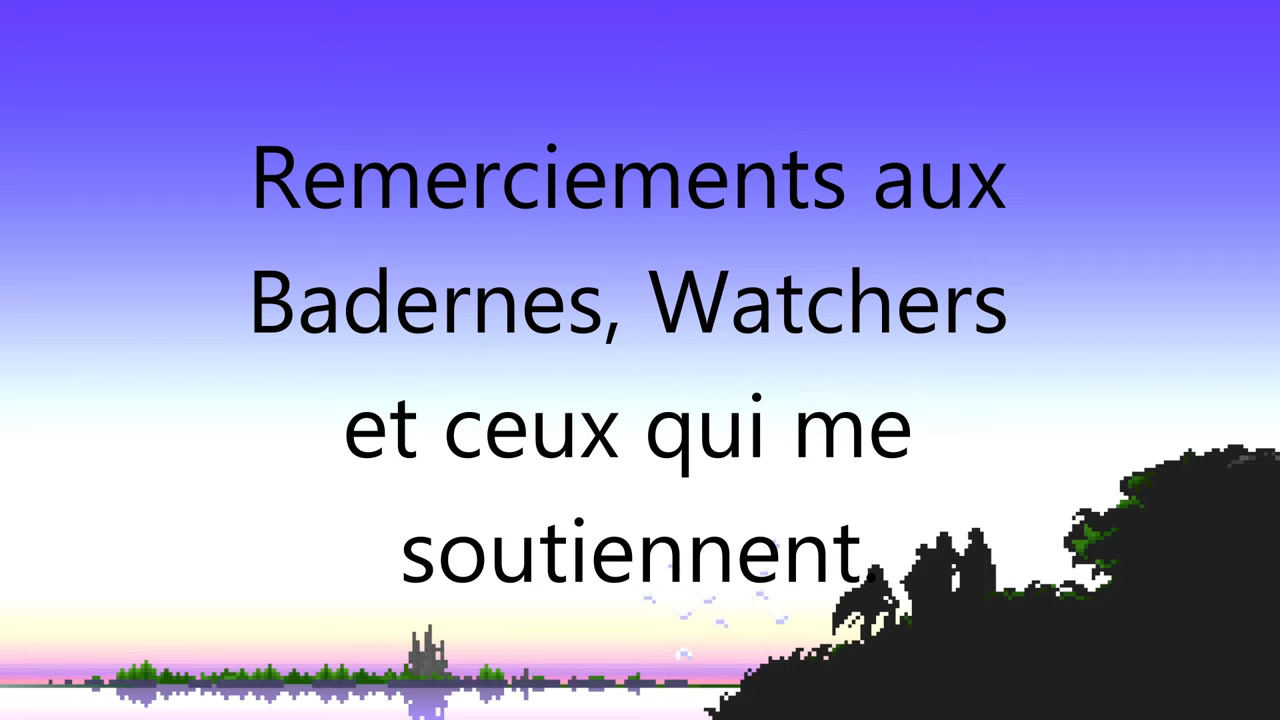 Remerciements aux
Badernes, Watchers
et ceux qui me
soutiennent.